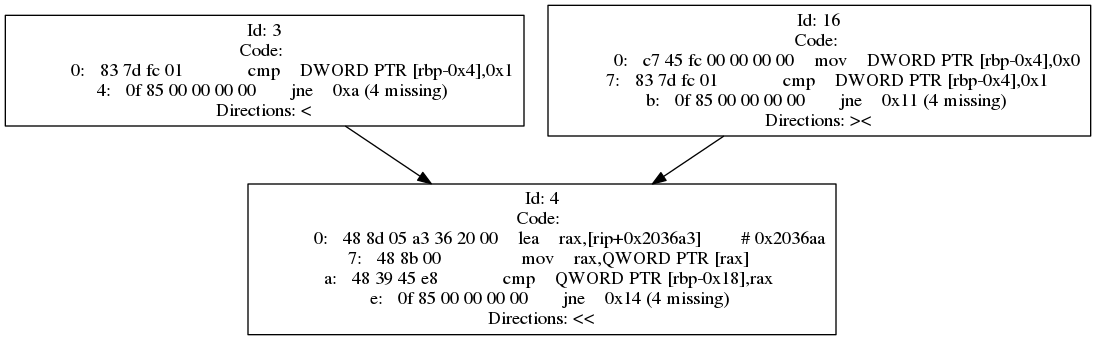 Id: 3
Code:
0: 83 7d fc 01 cmp DWORD PTR [rbp-0x4],0x1
4: 0f 85 00 00 00 00 jne 0xa (4 missing)
Directions: <
Id: 16
Code:
0: c7 45 fc 00 00 00 00 mov DWORD PTR [rbp-0x4],0x0
7: 83 7d fc 01 cmp DWORD PTR [rbp-0x4],0x1
b: 0f 85 00 00 00 00 jne 0x11 (4 missing)
Directions: ><
Id: 4
Code:
0: 48 8d 05 a3 36 20 00 lea rax,[rip+0x2036a3] # 0x2036aa
7: 48 8b 00 mov rax,QWORD PTR [rax]
a: 48 39 45 e8 cmp QWORD PTR [rbp-0x18],rax
e: 0f 85 00 00 00 00 jne 0x14 (4 missing)
Directions: <<